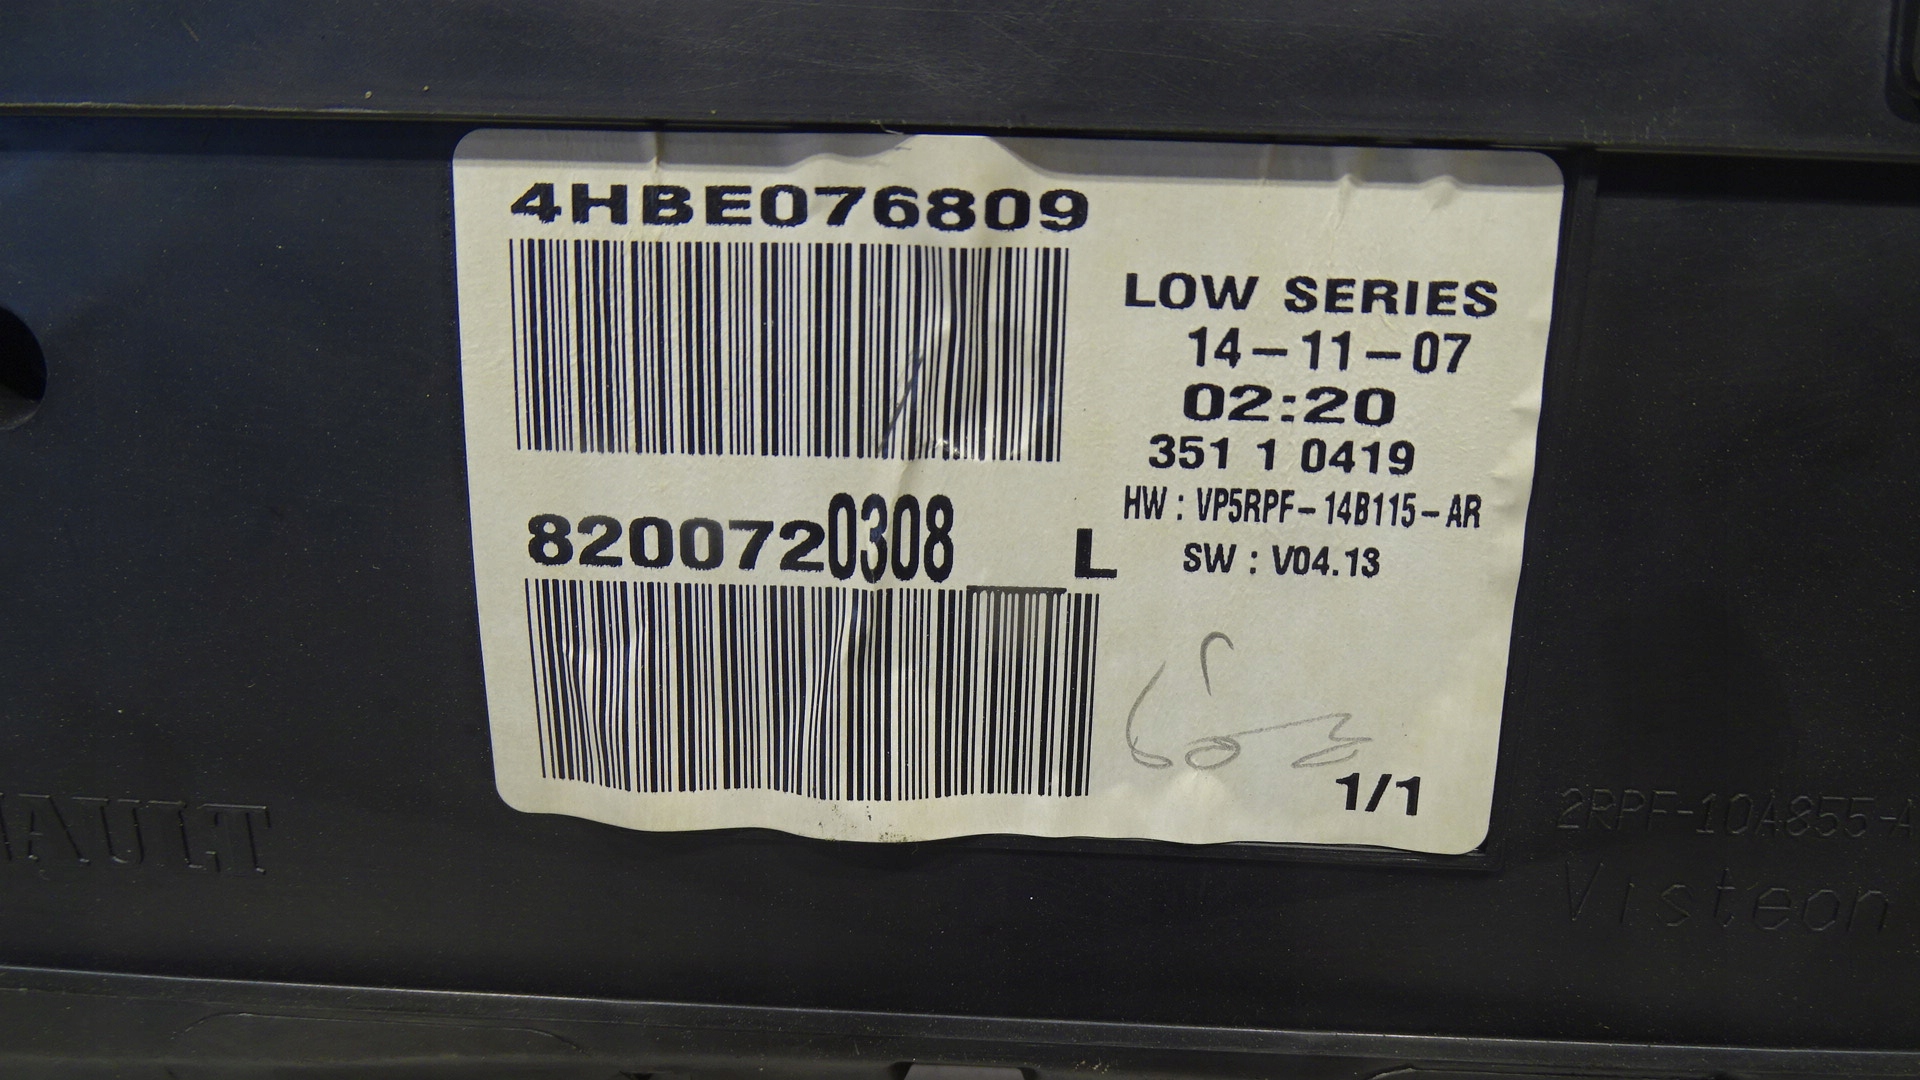 4HBE076809
LOW SERIES
14-11-07
02:20
351 1 0419
HW : VP5RPF-14B115-AR
SW : V04.13
8200720308 L
1/1
AULT
2RPF-10A855-A
Visteon